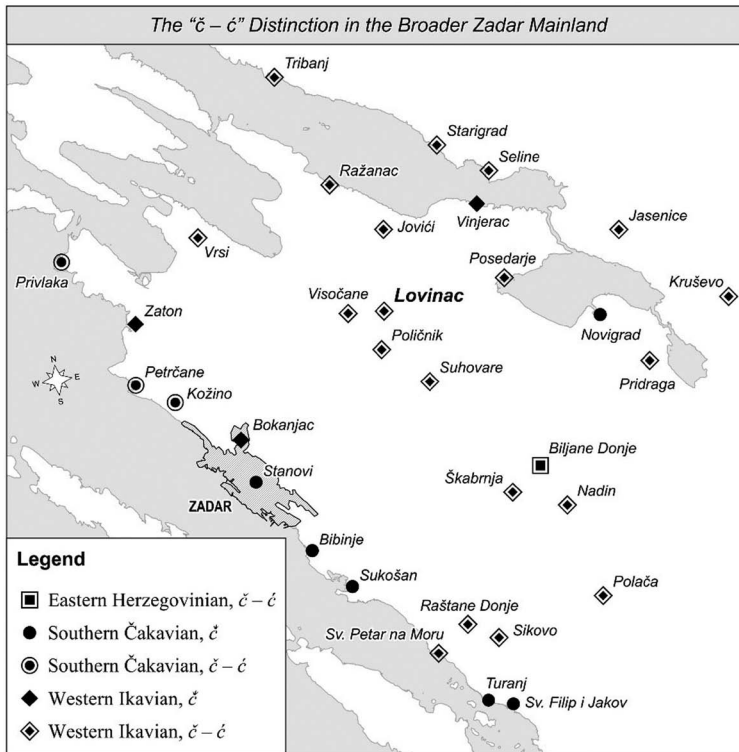 The “č – ć” Distinction in the Broader Zadar Mainland
Tribanj
Starigrad
Seline
Ražanac
Vinjerac
Jovići
Jasenice
Vrsi
Posedarje
Privlaka
Kruševo
Lovinac
Visočane
Zaton
Novigrad
Poličnik
N
W E
S
Petrčane
Suhovare
Pridraga
Kožino
Bokanjac
Biljane Donje
Stanovi
Škabrnja
Nadin
ZADAR
Bibinje
Sukošan
Polača
Raštane Donje
Sikovo
Sv. Petar na Moru
Turanj
Sv. Filip i Jakov
Legend
Eastern Herzegovinian, č – ć
Southern Čakavian, č́
Southern Čakavian, č – ć
Western Ikavian, č́
Western Ikavian, č – ć